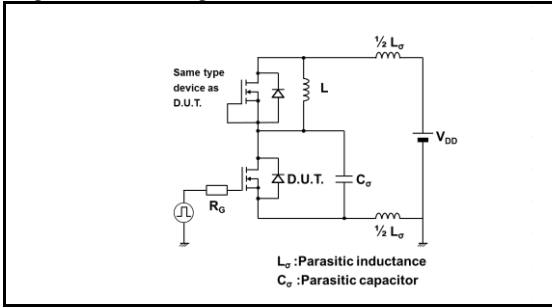 ½ Lσ
Same type
device as
D.U.T.
L
VDD
D.U.T.
Cσ
RG
½ Lσ
Lσ :Parasitic inductance
Cσ :Parasitic capacitor